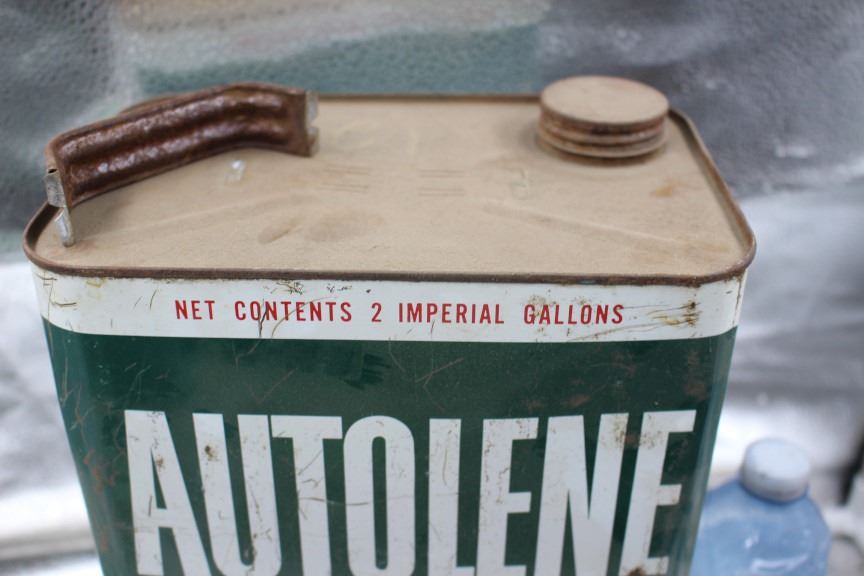 NET CONTENTS 2 IMPERIAL GALLONS
AUTOLENE